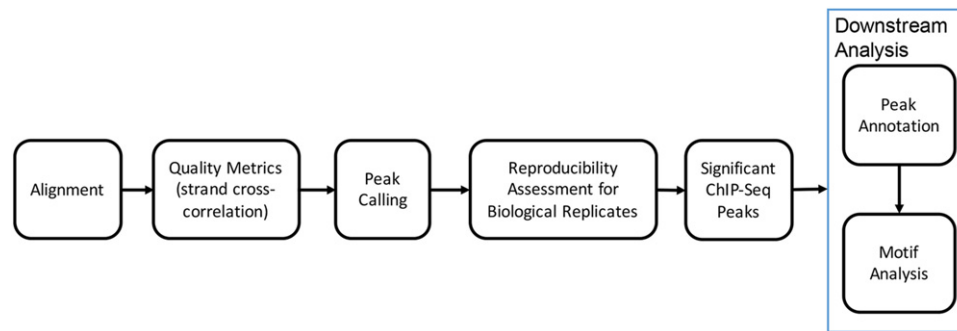 Alignment
Quality Metrics
(strand cross-
correlation)
Peak
Calling
Reproducibility
Assessment for
Biological Replicates
Significant
ChIP-Seq
Peaks
Downstream
Analysis
Peak
Annotation
Motif
Analysis